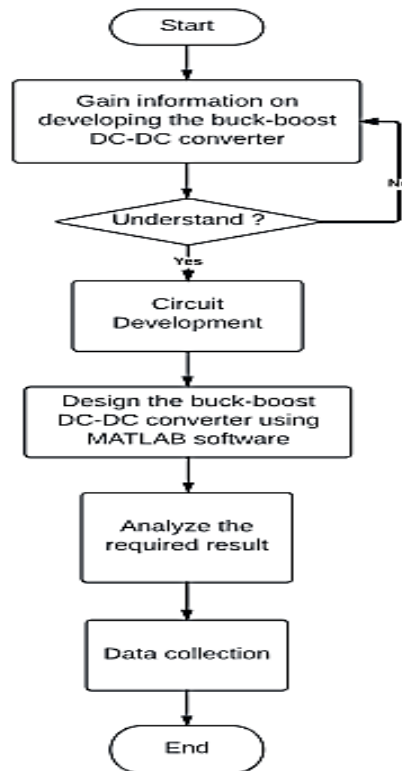 Start
Gain information on
developing the buck-boost
DC-DC converter
Understand ?
Yes
Circuit
Development
Design the buck-boost
DC-DC converter using
MATLAB software
Analyze the
required result
Data collection
End